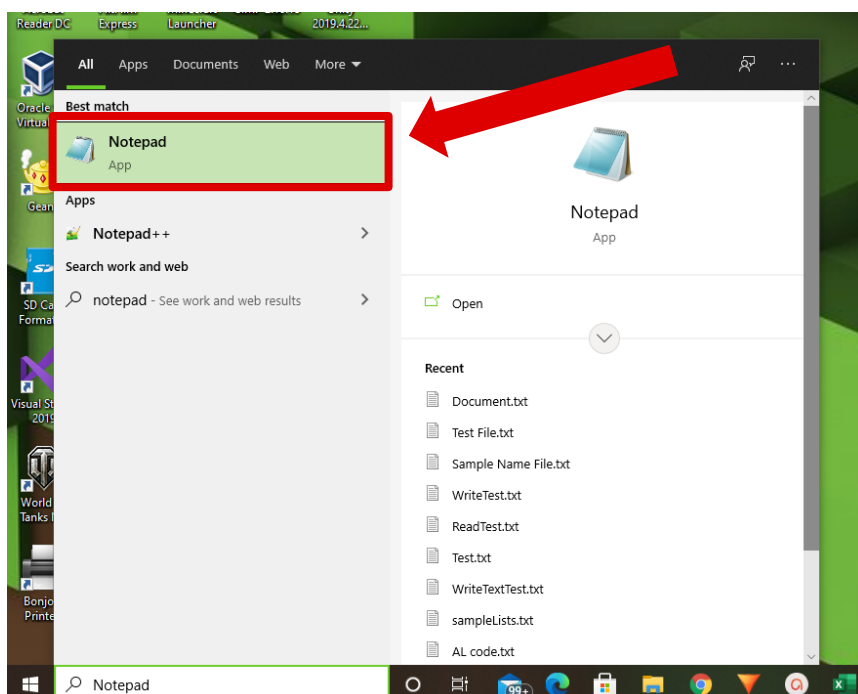 Reader DC Express Launcher 2019.4.22...
All Apps Documents Web More
Best match
Notepad
App
Apps
Notepad++
Search work and web
notepad - See work and web results
Notepad
App
Open
Recent
Document.txt
Test File.txt
Sample Name File.txt
WriteTest.txt
ReadTest.txt
Test.txt
WriteTextTest.txt
sampleLists.txt
AL code.txt
Oracle
Virtual
Gean
SD Ca
Format
Visual St
2019
World
Tanks
Bonjo
Printe
Notepad
99+